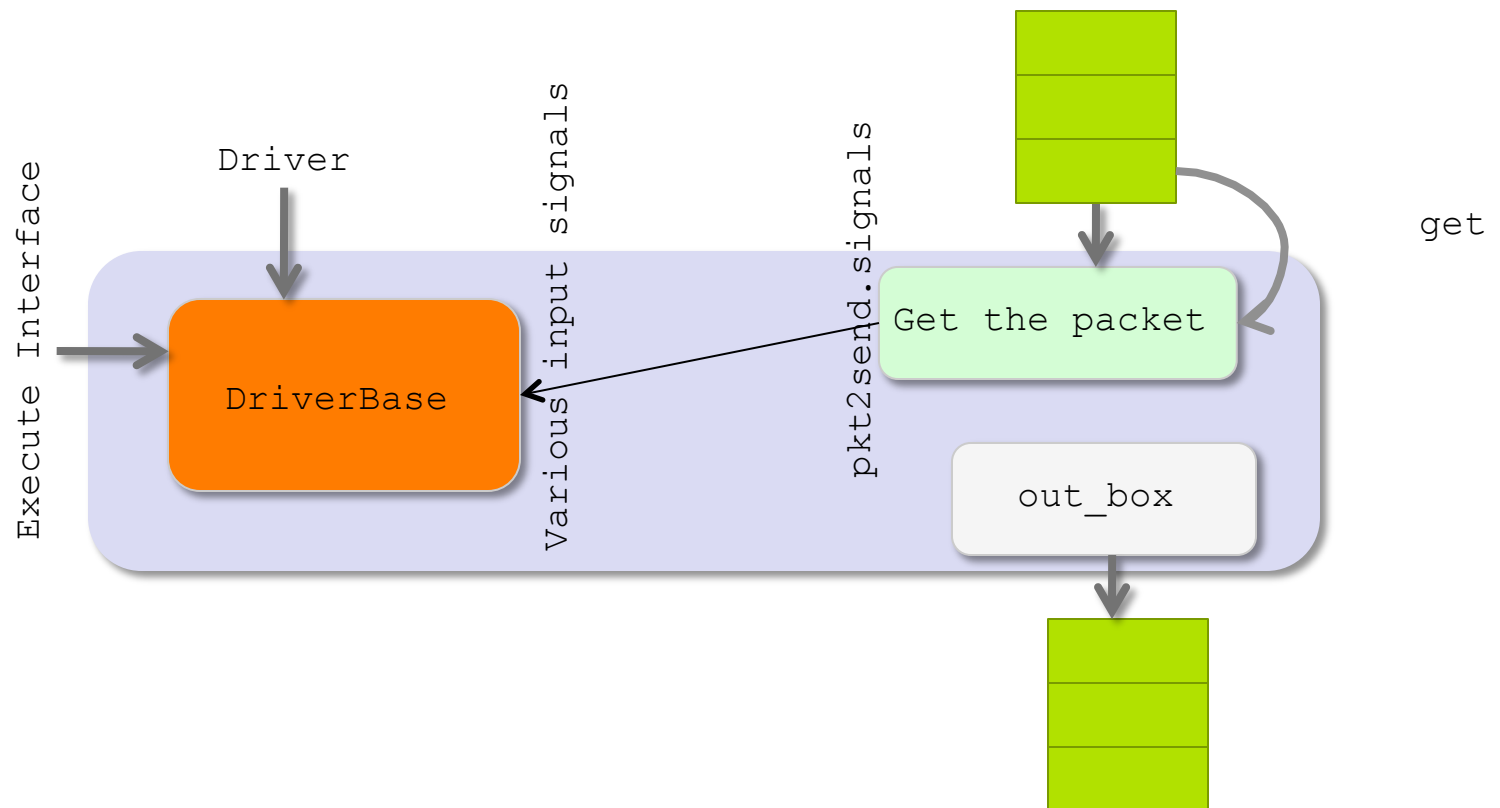 Execute Interface
Driver
DriverBase
Various input signals
pkt2send.signals
Get the packet
get
out_box